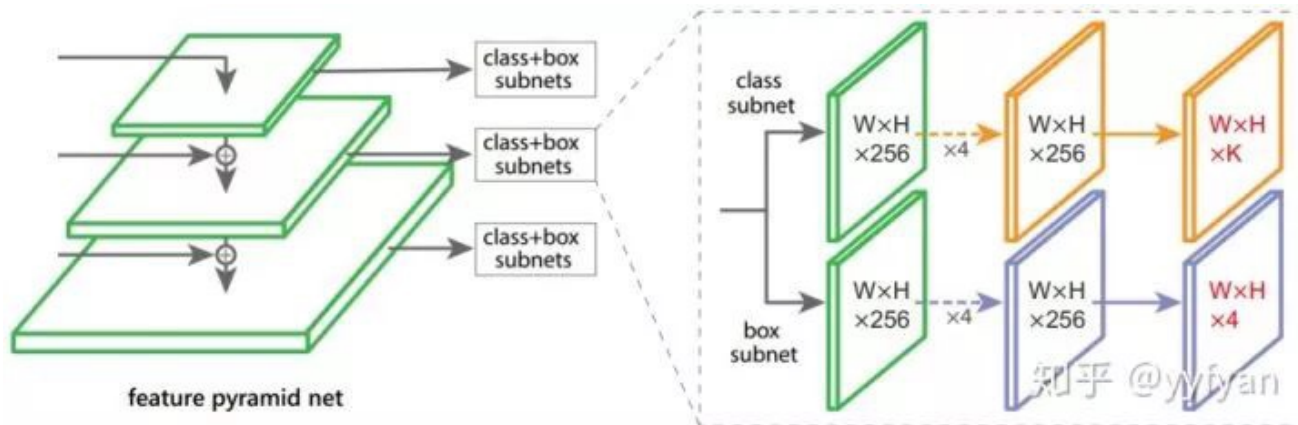 class+box
subnets
class+box
subnets
class+box
subnets
feature pyramid net
class
subnet
W×H
×256
×4
W×H
×256
W×H
×K
box
subnet
W×H
×256
×4
W×H
×256
W×H
×4
知乎 @yyfyan